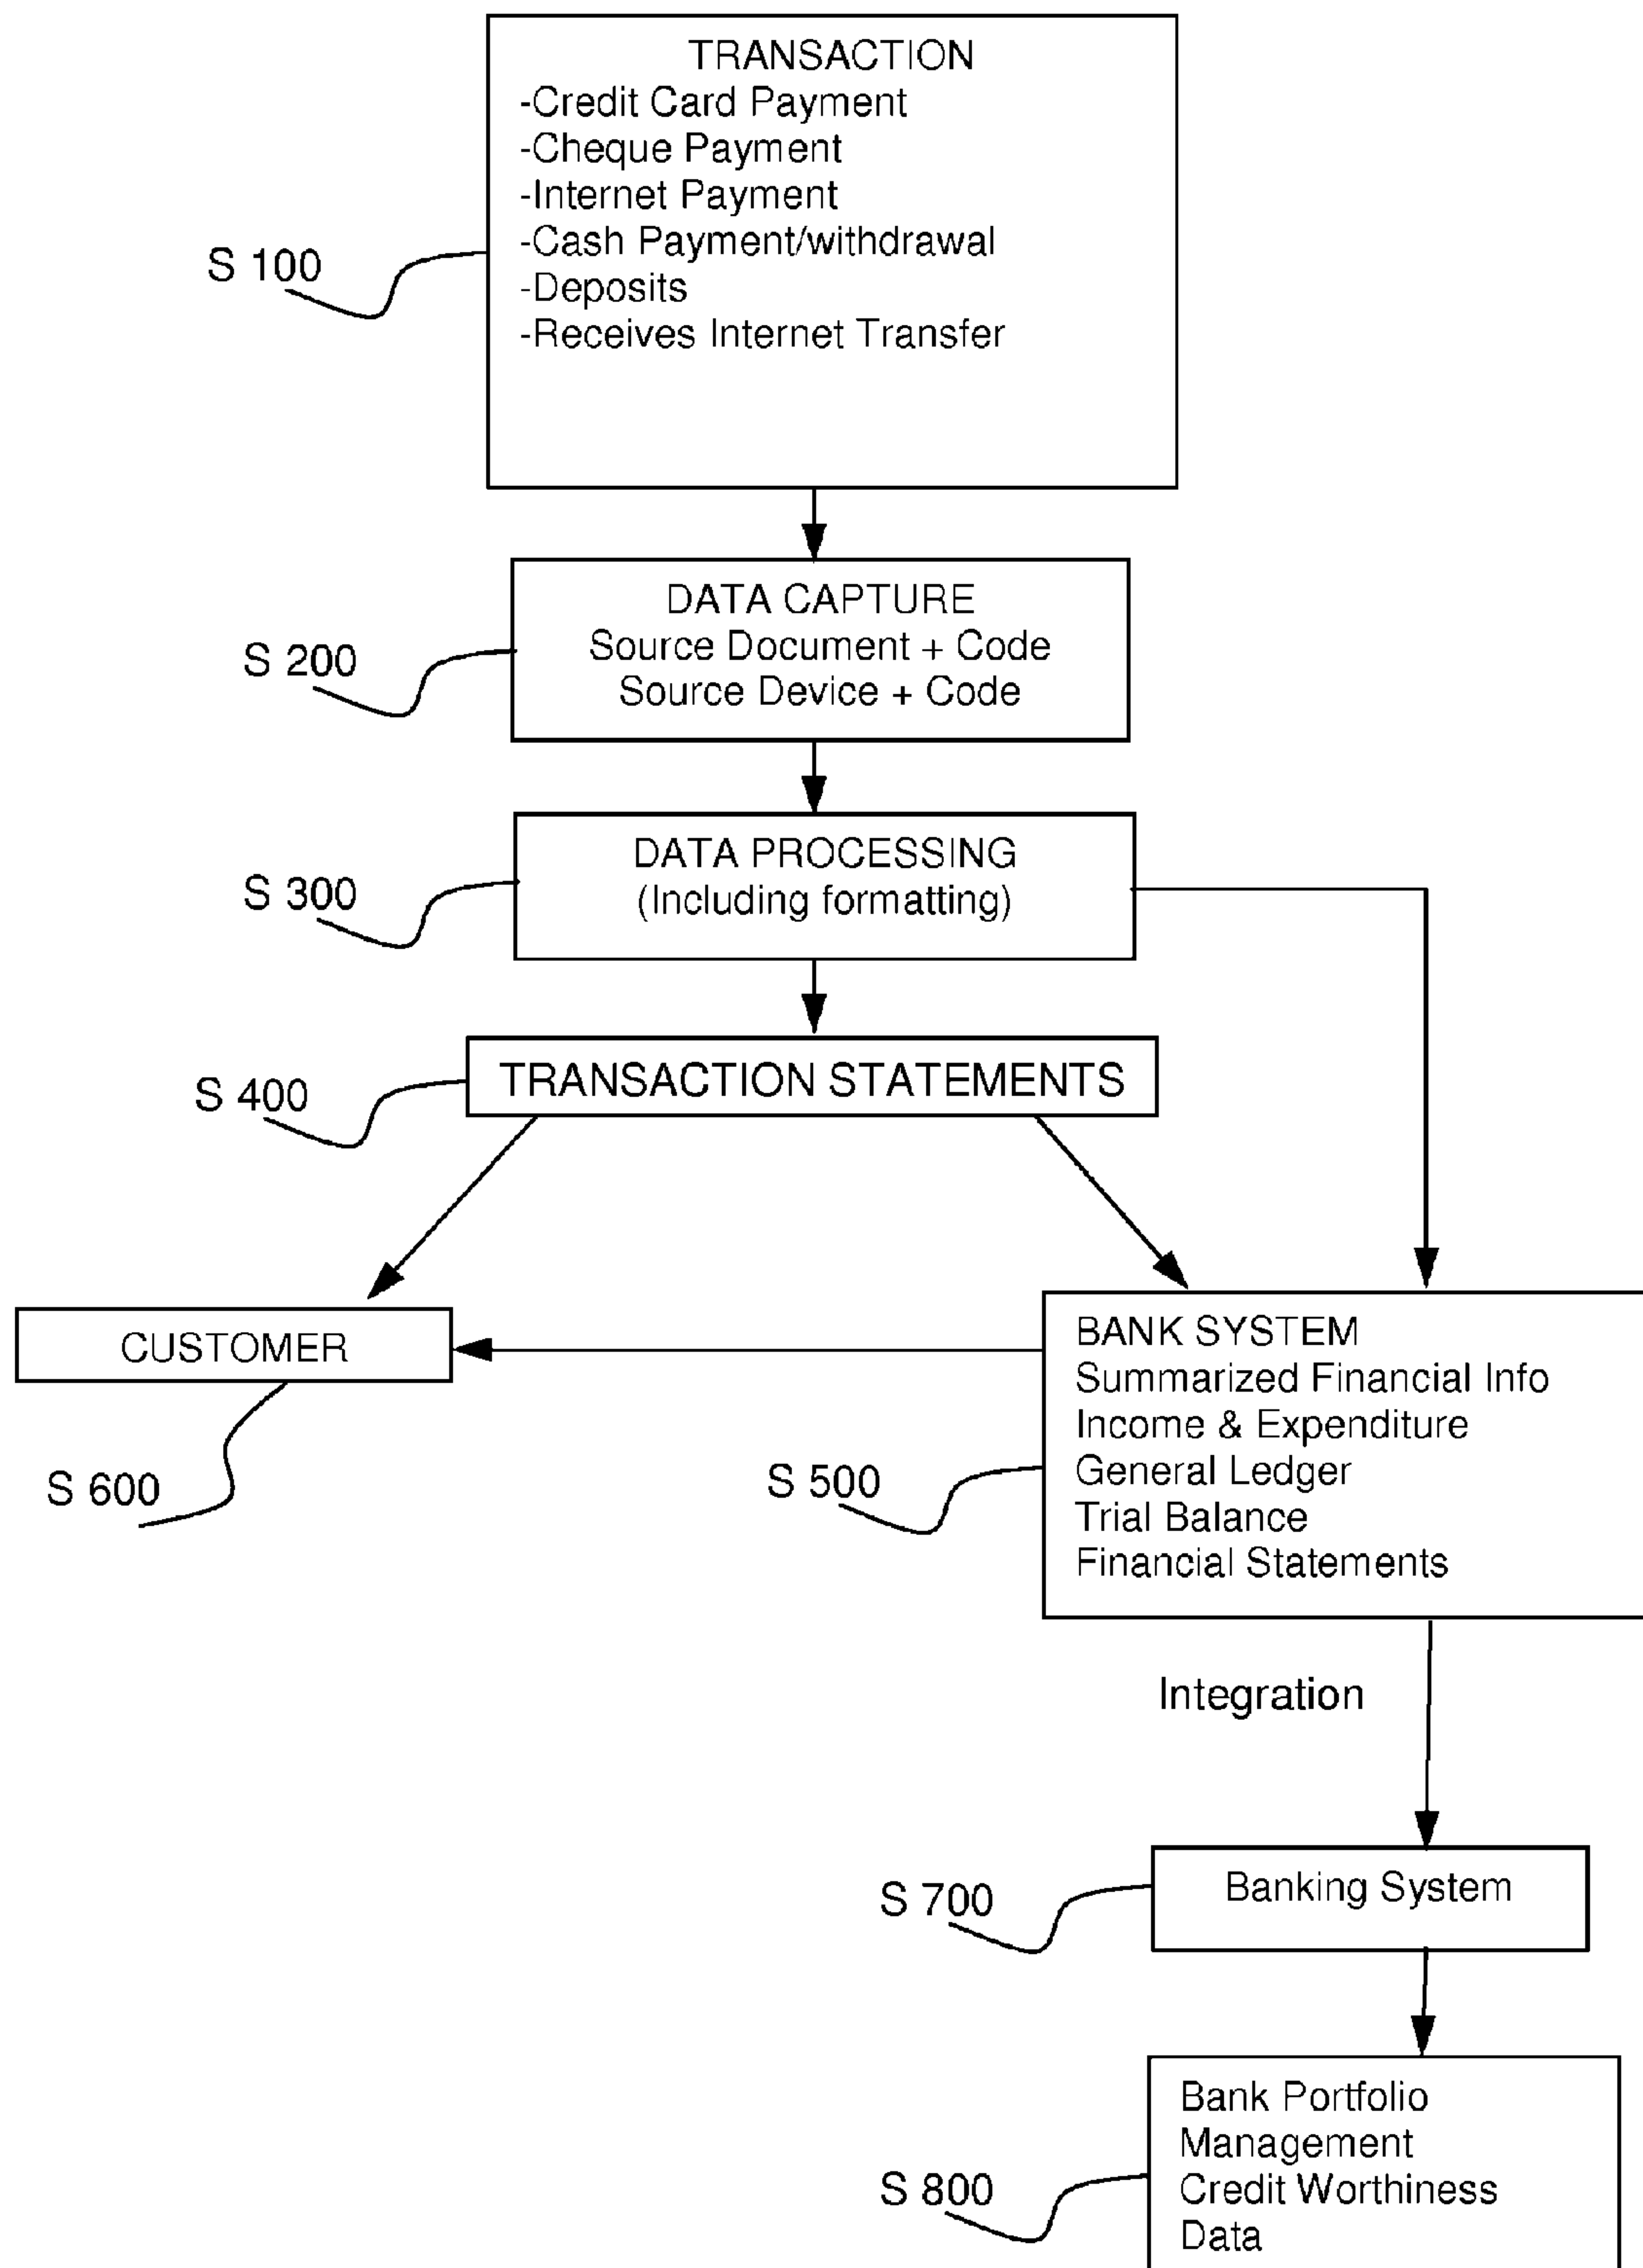 TRANSACTION
-Credit Card Payment
-Cheque Payment
-Internet Payment
-Cash Payment/withdrawal
-Deposits
-Receives Internet Transfer
S 100
DATA CAPTURE
Source Document + Code
Source Device + Code
S 200
DATA PROCESSING
(Including formatting)
S 300
TRANSACTION STATEMENTS
S 400
CUSTOMER
S 600
BANK SYSTEM
Summarized Financial Info
Income & Expenditure
General Ledger
Trial Balance
Financial Statements
S 500
Integration
Banking System
S 700
Bank Portfolio
Management
Credit Worthiness
Data
S 800